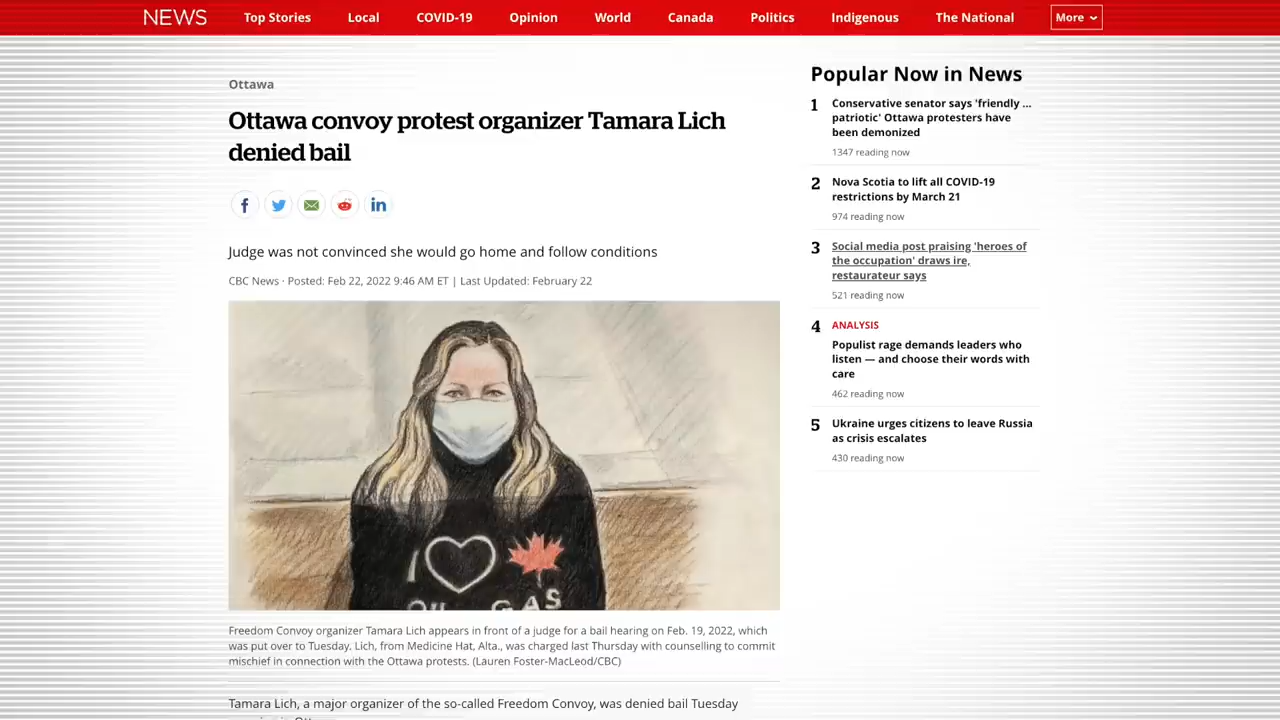 NEWS
Top Stories
Local
COVID-19
Opinion
World
Canada
Politics
Indigenous
The National
More
Ottawa
Ottawa convoy protest organizer Tamara Lich
denied bail
Judge was not convinced she would go home and follow conditions
CBC News · Posted: Feb 22, 2022 9:46 AM ET | Last Updated: February 22
I
OIL GAS
Freedom Convoy organizer Tamara Lich appears in front of a judge for a bail hearing on Feb. 19, 2022, which
was put over to Tuesday. Lich, from Medicine Hat, Alta., was charged last Thursday with counselling to commit
mischief in connection with the Ottawa protests. (Lauren Foster-MacLeod/CBC)
Tamara Lich, a major organizer of the so-called Freedom Convoy, was denied bail Tuesday
Popular Now in News
1
Conservative senator says 'friendly ...
patriotic' Ottawa protesters have
been demonized
1347 reading now
2
Nova Scotia to lift all COVID-19
restrictions by March 21
974 reading now
3
Social media post praising 'heroes of
the occupation' draws ire,
restaurateur says
521 reading now
4
ANALYSIS
Populist rage demands leaders who
listen — and choose their words with
care
462 reading now
5
Ukraine urges citizens to leave Russia
as crisis escalates
430 reading now